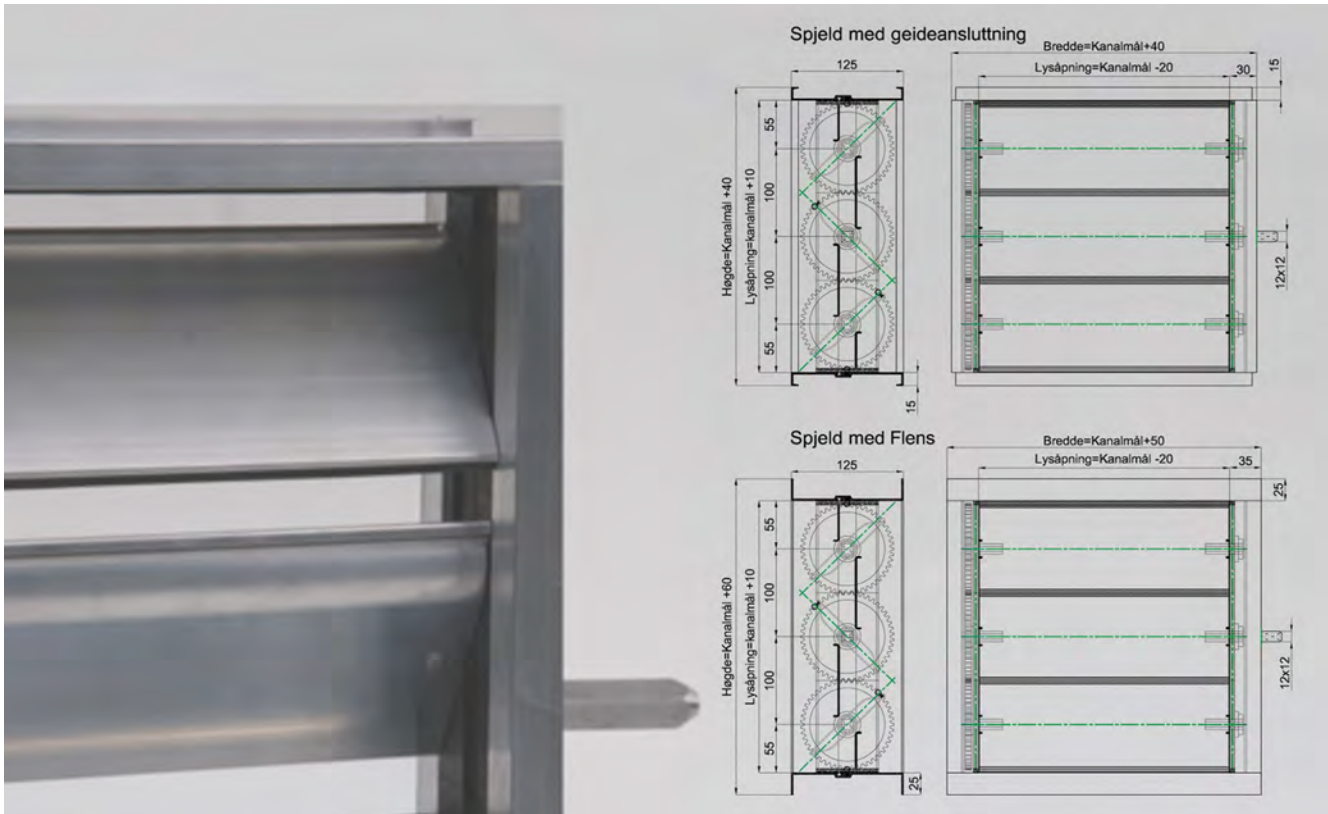 Spjeld med geideansluttning
Bredde=Kanalmål+40
125
Lysåpning=Kanalmål -20
30
15
Høgde=Kanalmål +40
Lysåpning=kanalmål +10
55
100
100
55
12x12
15
Spjeld med Flens
Bredde=Kanalmål+50
125
Lysåpning=Kanalmål -20
35
25
Høgde=Kanalmål +60
Lysåpning=kanalmål +10
55
100
100
55
12x12
25